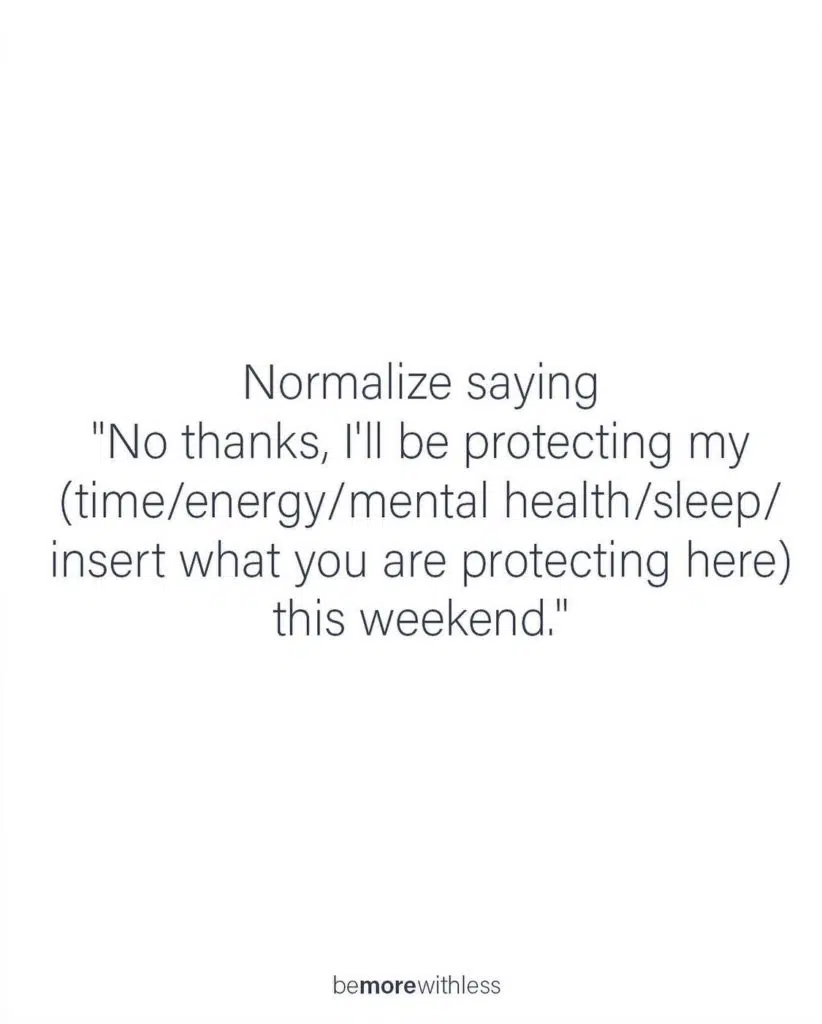 Normalize saying
"No thanks, I'll be protecting my
(time/energy/mental health/sleep/
insert what you are protecting here)
this weekend."
bemorewithless